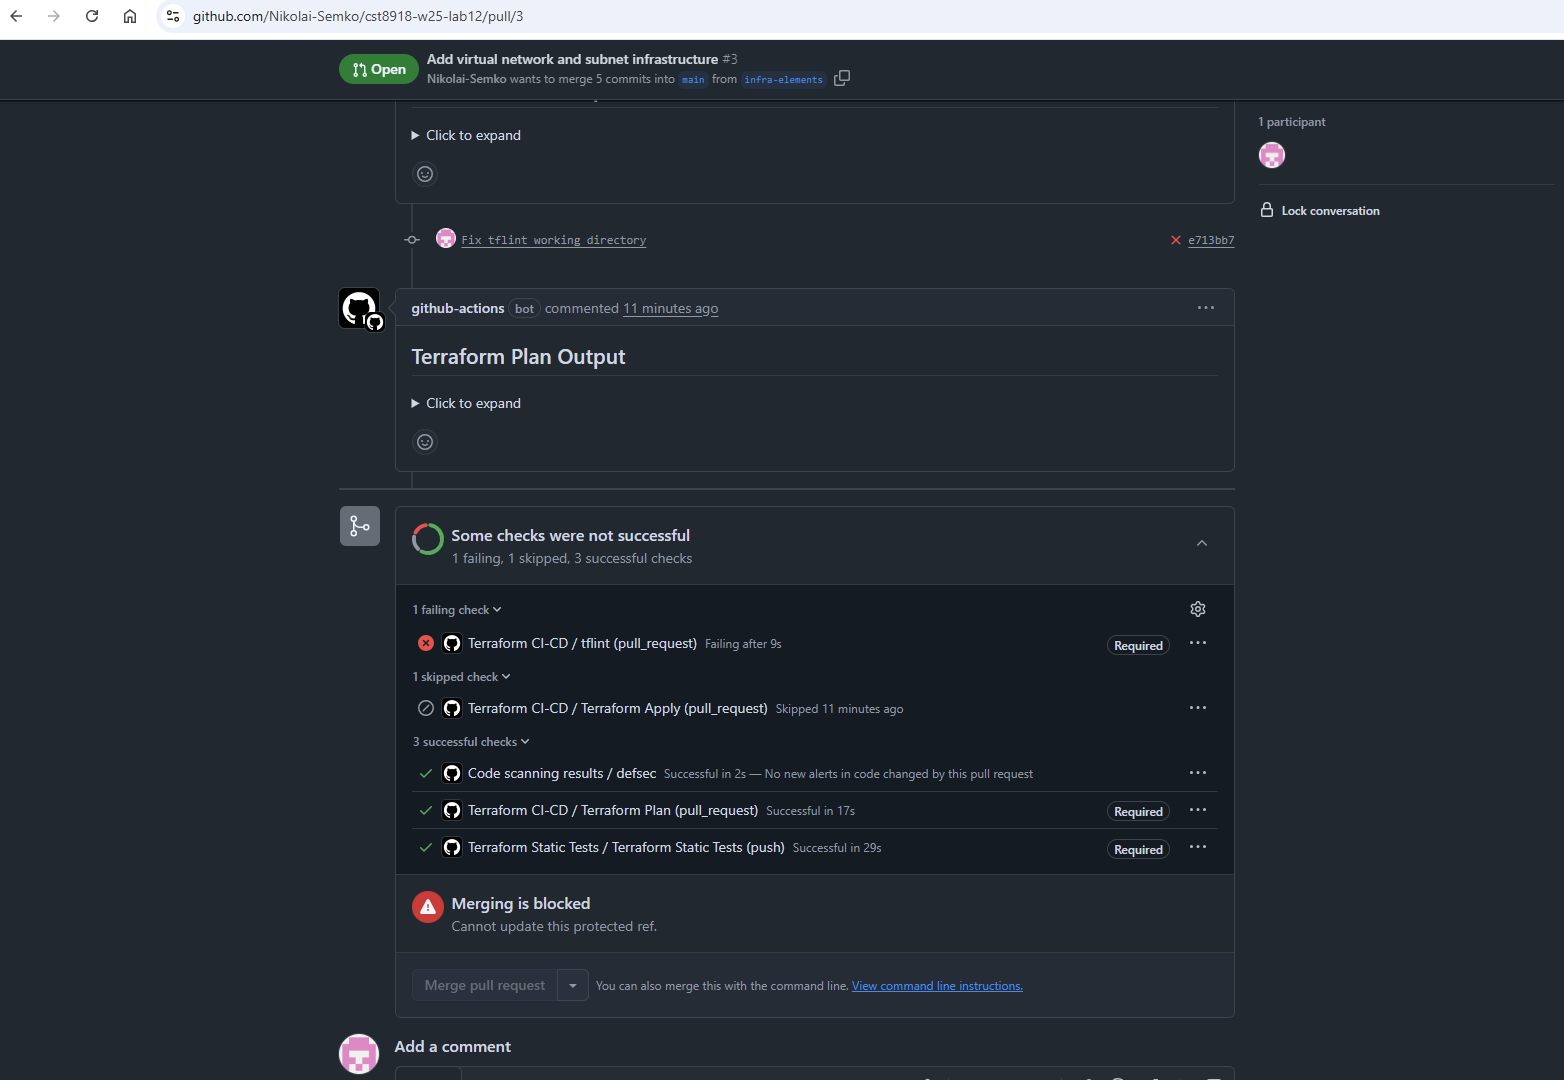 github.com/Nikolai-Semko/cst8918-w25-lab12/pull/3
Open
Add virtual network and subnet infrastructure #3
Nikolai-Semko wants to merge 5 commits into main from infra-elements
1 participant
Click to expand
Lock conversation
Fix tflint working directory
e713bb7
github-actions bot commented 11 minutes ago
Terraform Plan Output
Click to expand
Some checks were not successful
1 failing, 1 skipped, 3 successful checks
1 failing check
Terraform CI-CD / tflint (pull_request) Failing after 9s
Required
1 skipped check
Terraform CI-CD / Terraform Apply (pull_request) Skipped 11 minutes ago
3 successful checks
Code scanning results / defsec Successful in 2s — No new alerts in code changed by this pull request
Terraform CI-CD / Terraform Plan (pull_request) Successful in 17s
Required
Terraform Static Tests / Terraform Static Tests (push) Successful in 29s
Required
Merging is blocked
Cannot update this protected ref.
Merge pull request
You can also merge this with the command line. View command line instructions.
Add a comment